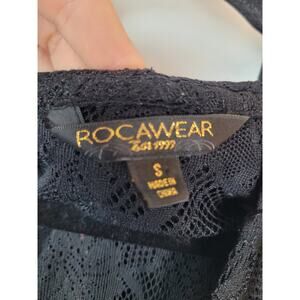 ROCAWEAR
Est 1999
S
MADE IN
CHINA